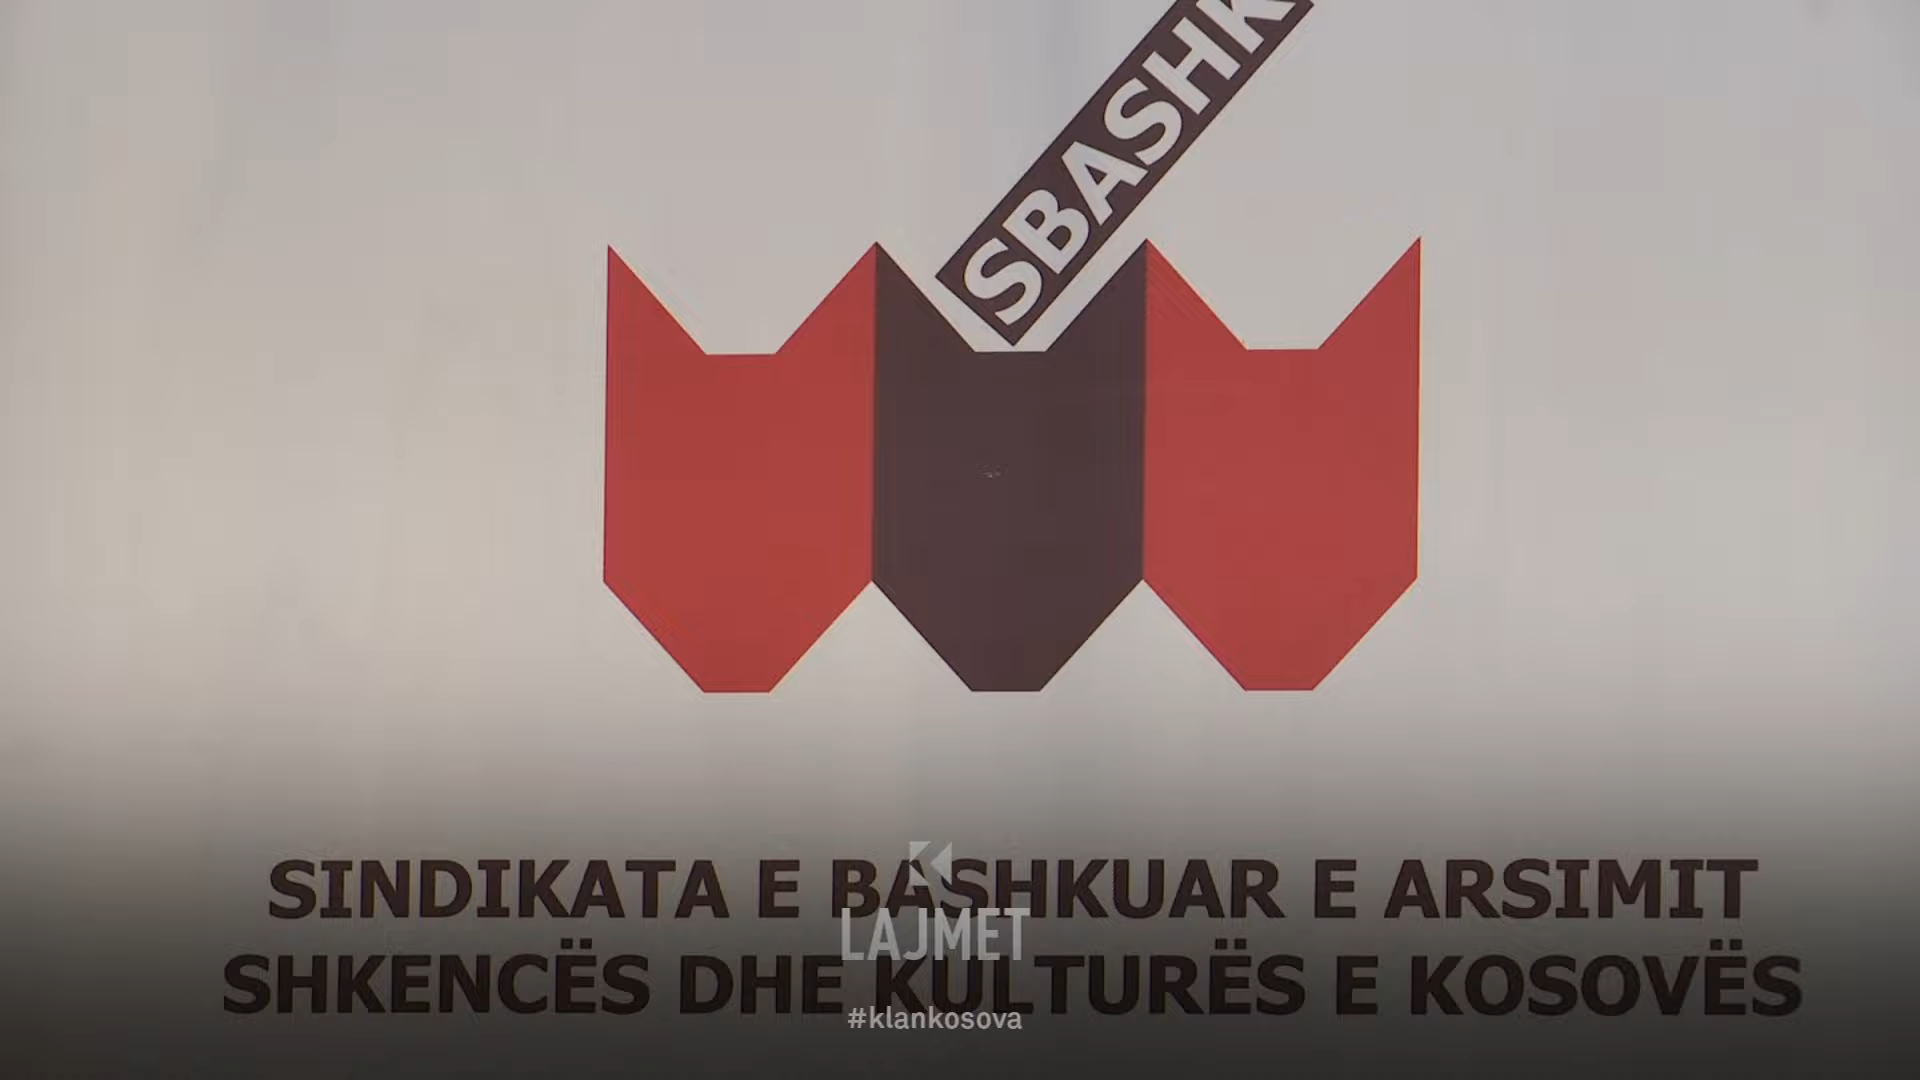 SBASHK
SINDIKATA E BASHKUAR E ARSIMIT
LAJMET
SHKENCËS DHE KULTURËS E KOSOVËS
#klankosova